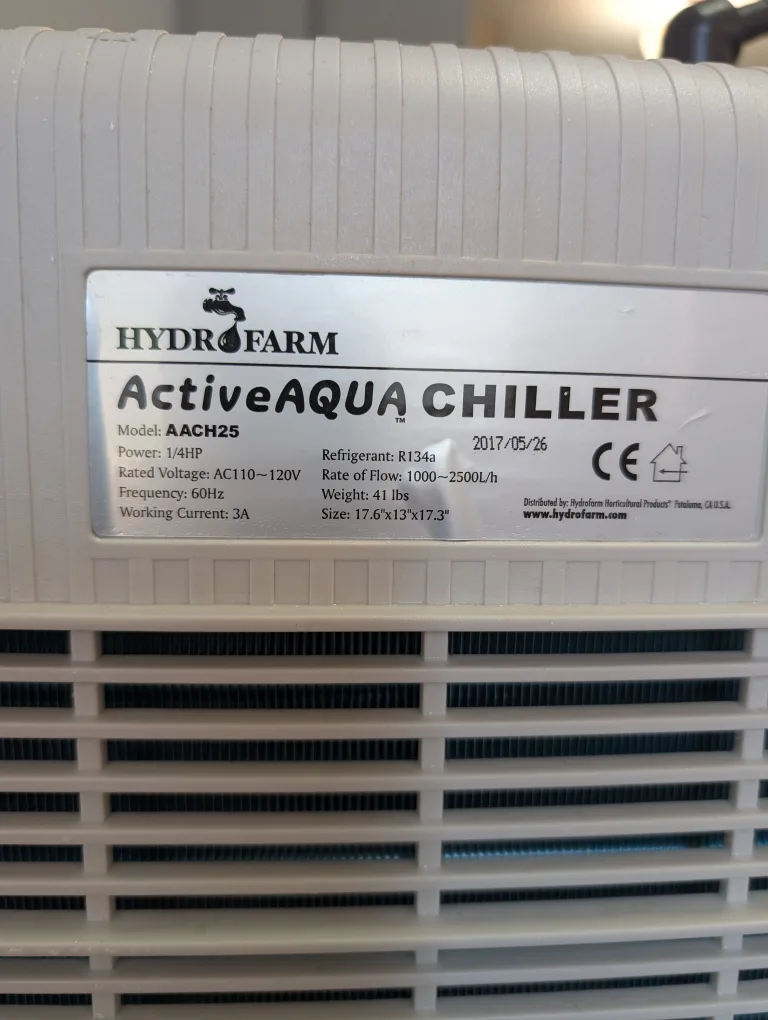 HYDROFARM
ActiveAQUA™ CHILLER
Model: AACH25
2017/05/26
Power: 1/4HP
Refrigerant: R134a
Rated Voltage: AC110~120V
Rate of Flow: 1000~2500L/h
CE
Frequency: 60Hz
Weight: 41 lbs
Working Current: 3A
Size: 17.6"x13"x17.3"
Distributed by: Hydrofarm Horticultural Products™ Petaluma, CA U.S.A.
www.hydrofarm.com